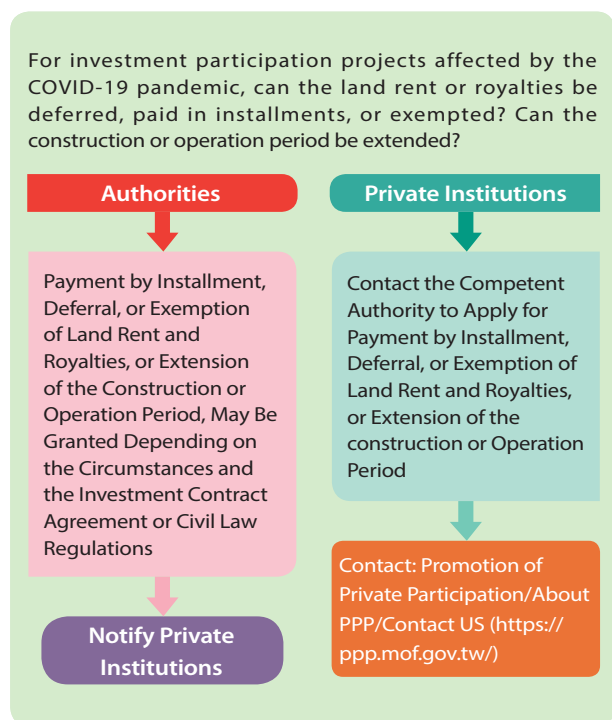 For investment participation projects affected by the
COVID-19 pandemic, can the land rent or royalties be
deferred, paid in installments, or exempted? Can the
construction or operation period be extended?
Authorities
Payment by Installment,
Deferral, or Exemption
of Land Rent and
Royalties, or Extension
of the Construction or
Operation Period, May Be
Granted Depending on
the Circumstances and
the Investment Contract
Agreement or Civil Law
Regulations
Notify Private
Institutions
Private Institutions
Contact the Competent
Authority to Apply for
Payment by Installment,
Deferral, or Exemption of
Land Rent and Royalties,
or Extension of the
construction or Operation
Period
Contact: Promotion of
Private Participation/About
PPP/Contact US (https://
ppp.mof.gov.tw/)